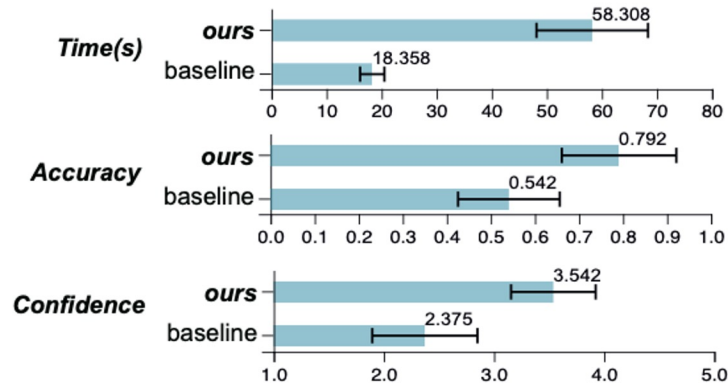 58.308
ours
Time(s)
18.358
baseline
0 10 20 30 40 50 60 70 80
0.792
ours
Accuracy
0.542
baseline
0.0 0.1 0.2 0.3 0.4 0.5 0.6 0.7 0.8 0.9 1.0
3.542
ours
Confidence
2.375
baseline
1.0 2.0 3.0 4.0 5.0